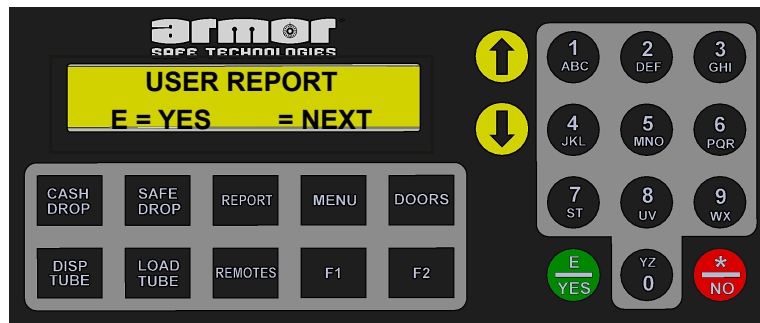 armor
SAFE TECHNOLOGIES
USER REPORT
E = YES = NEXT
CASH DROP
SAFE DROP
REPORT
MENU
DOORS
DISP TUBE
LOAD TUBE
REMOTES
F1
F2
1
ABC
2
DEF
3
GHI
4
JKL
5
MNO
6
PQR
7
ST
8
UV
9
WX
E
YES
YZ
0
*
NO